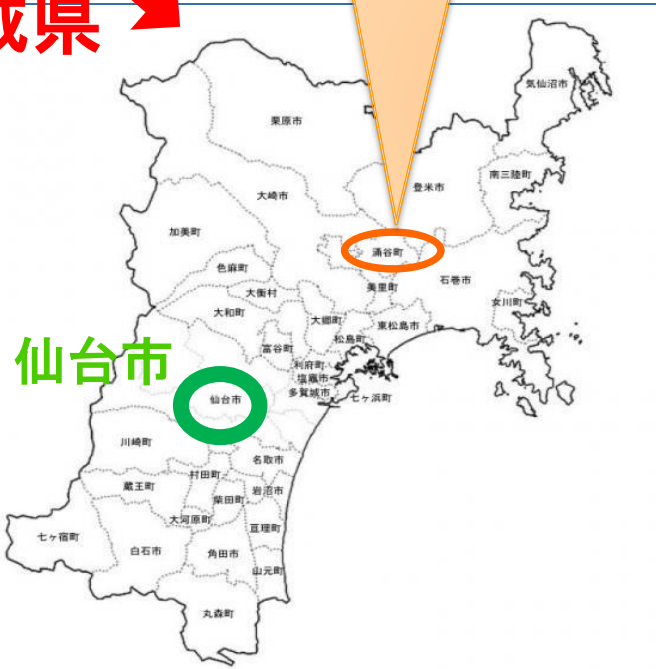 城県
気仙沼市
栗原市
南三陸町
登米市
大崎市
加美町
涌谷町
色麻町
石巻市
美里町
大衡村
女川町
大和町
大郷町
東松島市
松島町
富谷町
仙台市
利府町
塩竈市
多賀城市
七ヶ浜町
仙台市
川崎町
名取市
村田町
蔵王町
岩沼市
柴田町
大河原町
亘理町
七ヶ宿町
白石市
角田市
山元町
丸森町